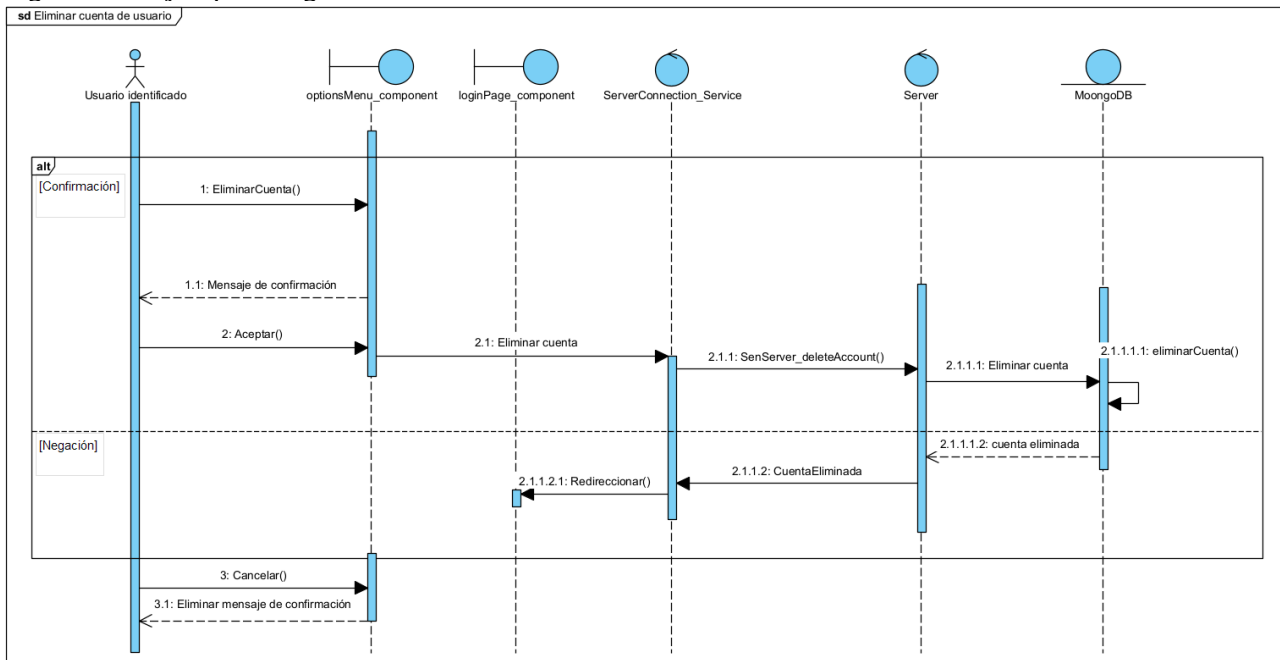 sd Eliminar cuenta de usuario
Usuario identificado
optionsMenu_component
loginPage_component
ServerConnection_Service
Server
MoongoDB
alt
[Confirmación]
1: EliminarCuenta()
1.1: Mensaje de confirmación
2: Aceptar()
2.1: Eliminar cuenta
2.1.1: SenServer_deleteAccount()
2.1.1.1: Eliminar cuenta
2.1.1.1.1: eliminarCuenta()
[Negación]
2.1.1.1.2: cuenta eliminada
2.1.1.2: CuentaEliminada
2.1.1.2.1: Redireccionar()
3: Cancelar()
3.1: Eliminar mensaje de confirmación